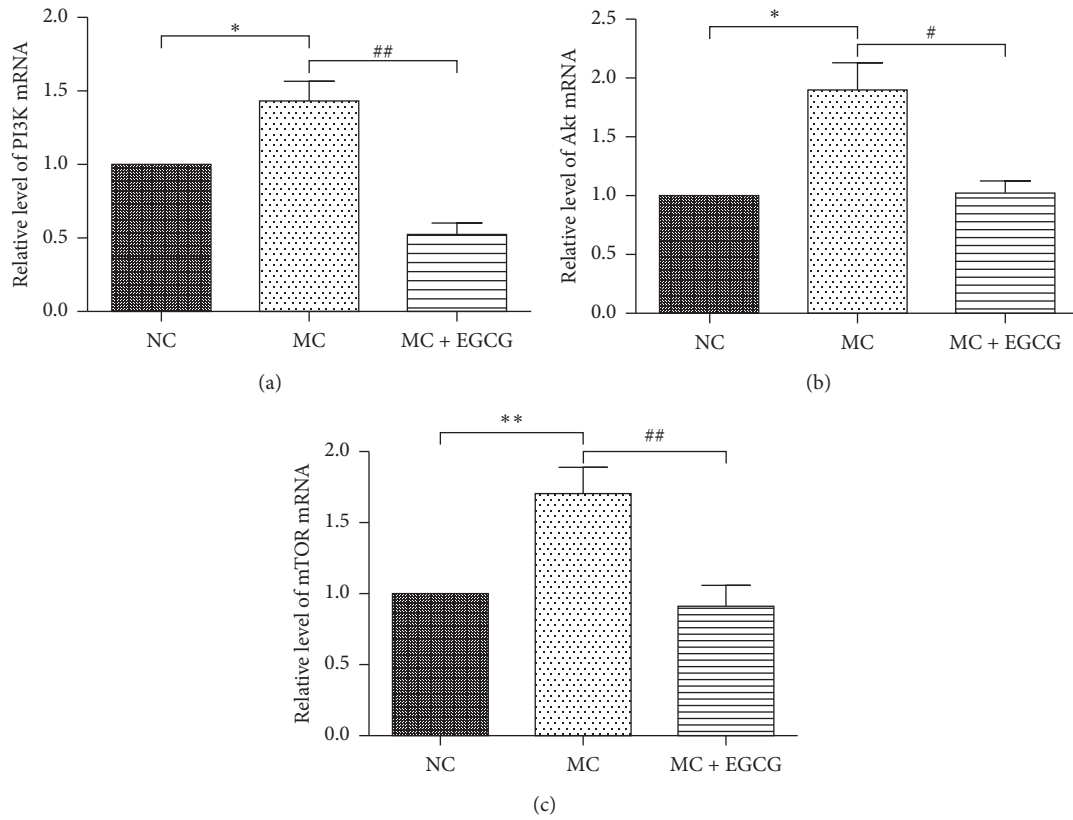 Relative level of PI3K mRNA
2.0
1.5
1.0
0.5
0.0
*
##
NC
MC
MC + EGCG
(a)
Relative level of Akt mRNA
2.5
2.0
1.5
1.0
0.5
0.0
*
#
NC
MC
MC + EGCG
(b)
Relative level of mTOR mRNA
2.0
1.5
1.0
0.5
0.0
**
##
NC
MC
MC + EGCG
(c)